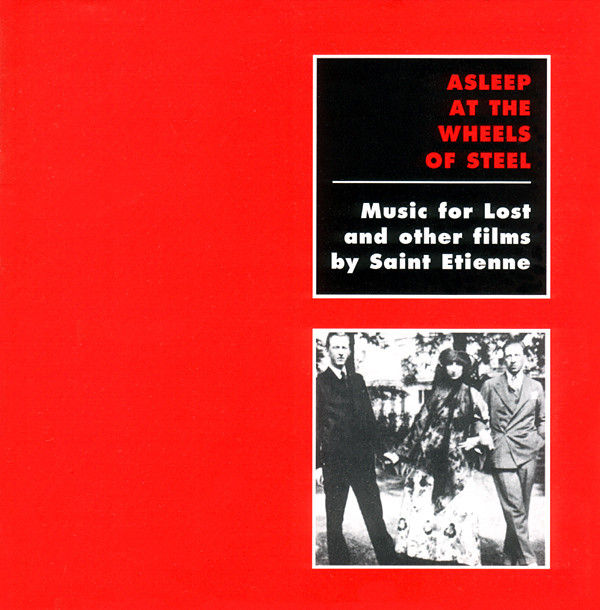 ASLEEP
AT THE
WHEELS
OF STEEL
Music for Lost
and other films
by Saint Etienne